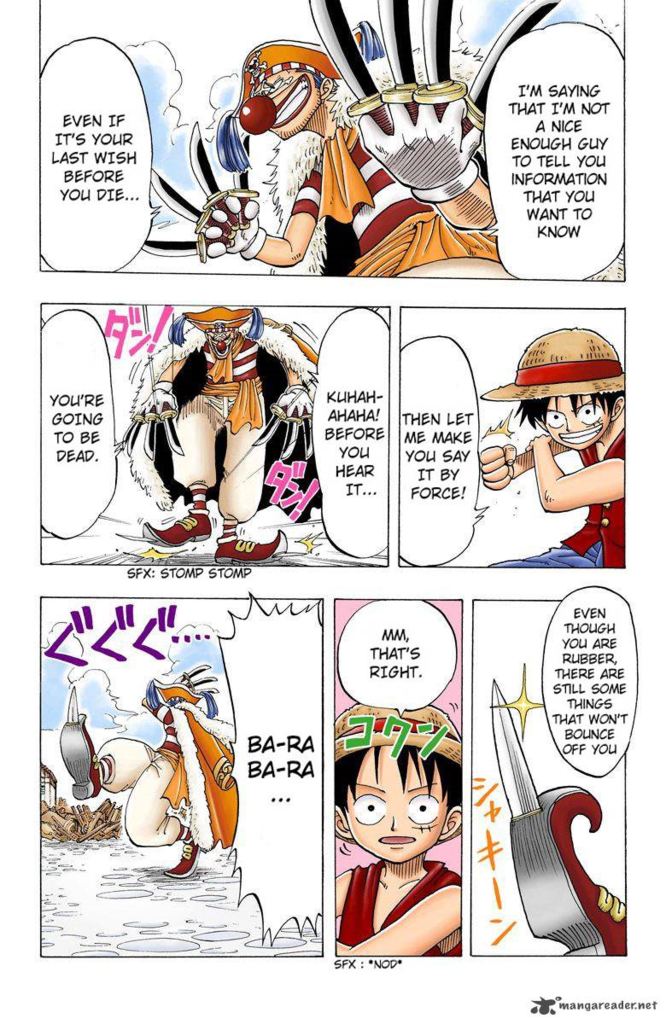 I'M SAYING
THAT I'M NOT
A NICE
ENOUGH GUY
TO TELL YOU
INFORMATION
THAT YOU
WANT TO
KNOW
EVEN IF
IT'S YOUR
LAST WISH
BEFORE
YOU DIE...
THEN LET
ME MAKE
YOU SAY
IT BY
FORCE!
ダン!
KUHAH-
AHAHA!
BEFORE
YOU
HEAR
IT...
ダン!
YOU'RE
GOING
TO BE
DEAD.
SFX: STOMP STOMP
EVEN
THOUGH
YOU ARE
RUBBER,
THERE ARE
STILL SOME
THINGS
THAT WON'T
BOUNCE
OFF YOU
シャキーン
MM,
THAT'S
RIGHT.
コクン
SFX : *NOD*
BA-RA
BA-RA
...
ぐぐぐ....
mangareader.net